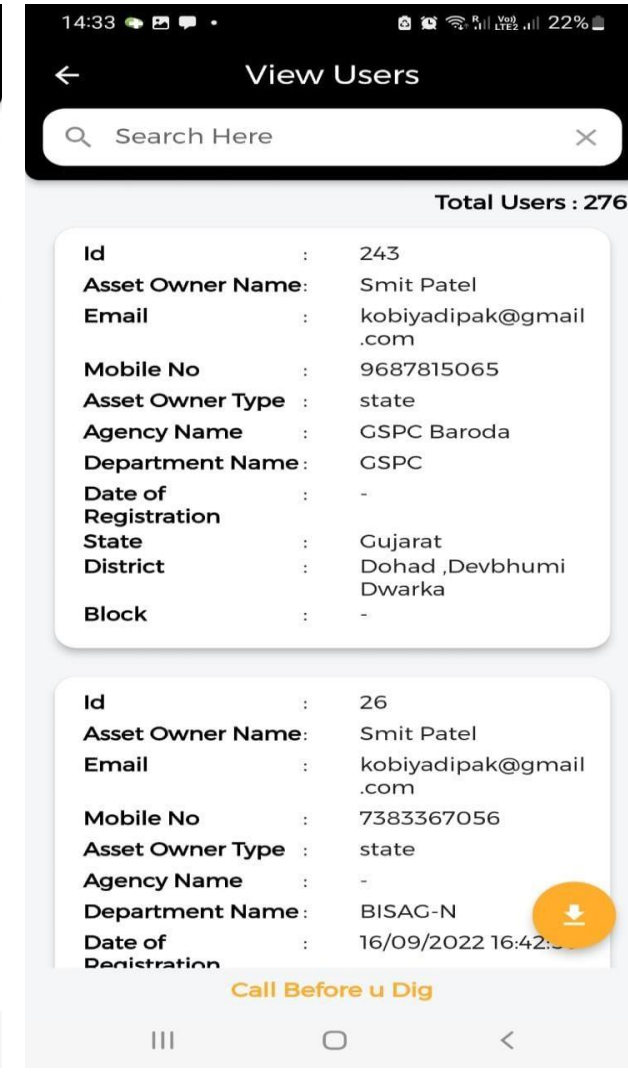 14:33
Voo) LTE2 22%
View Users
Search Here
Total Users : 276
Id : 243
Asset Owner Name: Smit Patel
Email : kobiyadipak@gmail
.com
Mobile No : 9687815065
Asset Owner Type : state
Agency Name : GSPC Baroda
Department Name: GSPC
Date of : -
Registration
State : Gujarat
District : Dohad ,Devbhumi
Dwarka
Block : -
Id : 26
Asset Owner Name: Smit Patel
Email : kobiyadipak@gmail
.com
Mobile No : 7383367056
Asset Owner Type : state
Agency Name : -
Department Name: BISAG-N
Date of : 16/09/2022 16:42:
Registration
Call Before u Dig